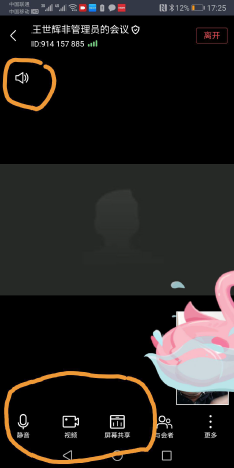 中国联通
中国移动 HD
12% 17:25
王世辉非管理员的会议
ID:914 157 885
离开
静音 视频 屏幕共享 与会者 更多